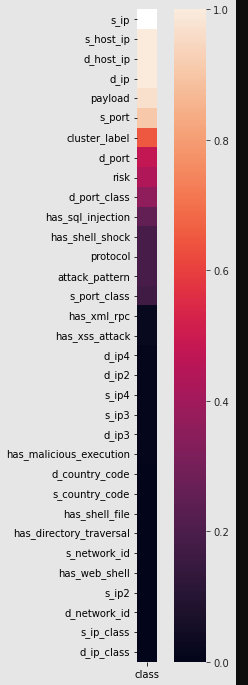 s_ip
s_host_ip
d_host_ip
d_ip
payload
s_port
cluster_label
d_port
risk
d_port_class
has_sql_injection
has_shell_shock
protocol
attack_pattern
s_port_class
has_xml_rpc
has_xss_attack
d_ip4
d_ip2
s_ip4
s_ip3
d_ip3
has_malicious_execution
d_country_code
s_country_code
has_shell_file
has_directory_traversal
s_network_id
has_web_shell
s_ip2
d_network_id
s_ip_class
d_ip_class
class
1.0
0.8
0.6
0.4
0.2
0.0